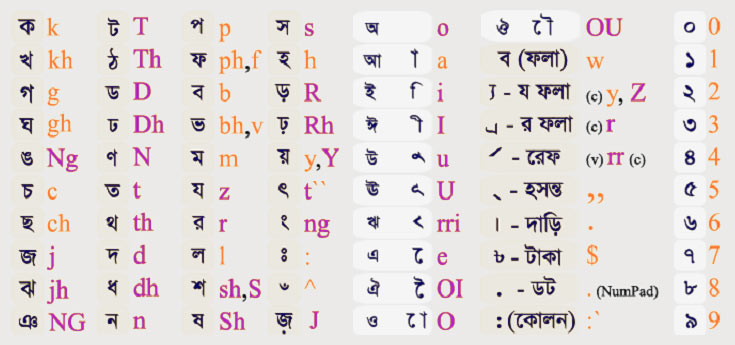 ক k ট T প p স s অ o ঔ ৌ OU ০ 0
খ kh ঠ Th ফ ph,f হ h আ া a ব (ফলা) w ১ 1
গ g ড D ব b ড় R ই ি i ্য - য ফলা (c) y, Z ২ 2
ঘ gh ঢ Dh ভ bh,v ঢ় Rh ঈ ী I ্র - র ফলা (c) r ৩ 3
ঙ Ng ণ N ম m য় y,Y উ ু u র্ - রেফ (v) rr (c) ৪ 4
চ c ত t য z ৎ t`` ঊ ূ U ্ - হসন্ত ,, ৫ 5
ছ ch থ th র r ং ng ঋ ৃ rri । - দাড়ি . ৬ 6
জ j দ d ল l ঃ : এ ে e ৳ - টাকা $ ৭ 7
ঝ jh ধ dh শ sh,S ঁ ^ ঐ ৈ OI . - ডট . (NumPad) ৮ 8
ঞ NG ন n ষ Sh জ় J ও ো O : (কোলন) :` ৯ 9